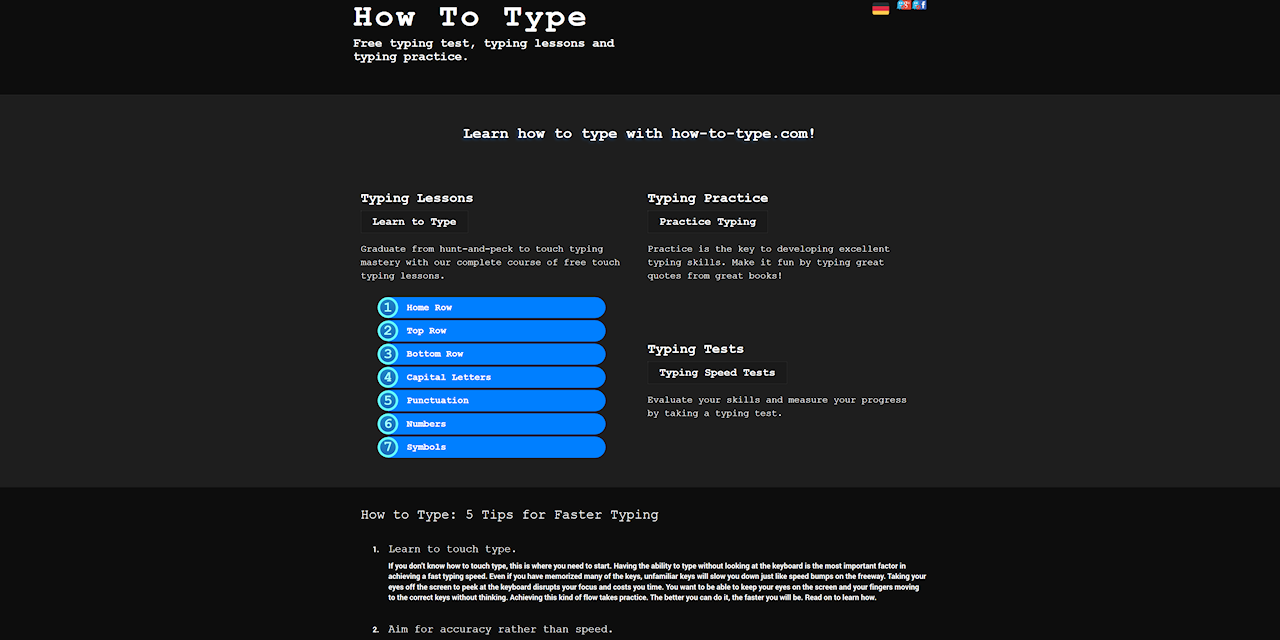 How To Type
Free typing test, typing lessons and
typing practice.
Learn how to type with how-to-type.com!
Typing Lessons
Learn to Type
Graduate from hunt-and-peck to touch typing
mastery with our complete course of free touch
typing lessons.
1 Home Row
2 Top Row
3 Bottom Row
4 Capital Letters
5 Punctuation
6 Numbers
7 Symbols
Typing Practice
Practice Typing
Practice is the key to developing excellent
typing skills. Make it fun by typing great
quotes from great books!
Typing Tests
Typing Speed Tests
Evaluate your skills and measure your progress
by taking a typing test.
How to Type: 5 Tips for Faster Typing
1. Learn to touch type.
If you don't know how to touch type, this is where you need to start. Having the ability to type without looking at the keyboard is the most important factor in
achieving a fast typing speed. Even if you have memorized many of the keys, unfamiliar keys will slow you down just like speed bumps on the freeway. Taking your
eyes off the screen to peek at the keyboard disrupts your focus and costs you time. You want to be able to keep your eyes on the screen and your fingers moving
to the correct keys without thinking. Achieving this kind of flow takes practice. The better you can do it, the faster you will be. Read on to learn how.
2. Aim for accuracy rather than speed.